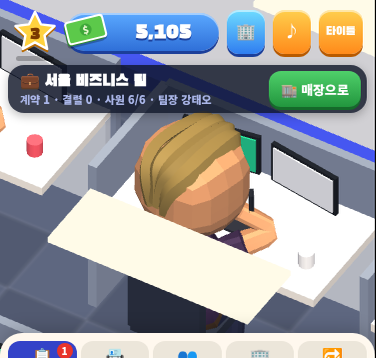 3
5,105
타이틀
서울 비즈니스 팀
계약 1 · 결렬 0 · 사원 6/6 · 팀장 강태오
매장으로
1